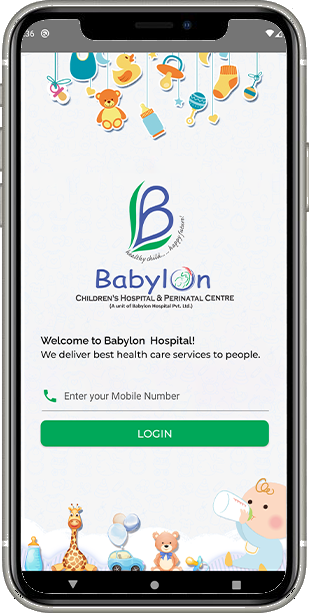 36
B
healthy child.... happy future!
Babylon
CHILDREN'S HOSPITAL & PERINATAL CENTRE
(A unit of Babylon Hospital Pvt. Ltd.)
Welcome to Babylon Hospital!
We deliver best health care services to people.
Enter your Mobile Number
LOGIN